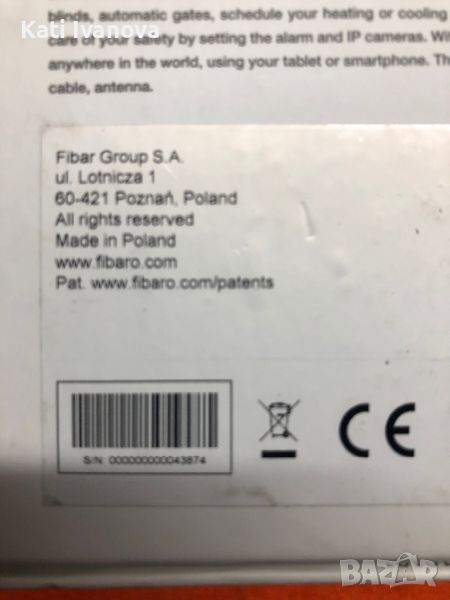 blinds, automatic gates, schedule your heating or cooling
Kati Ivanova
care of your safety by setting the alarm and IP cameras. Wi
anywhere in the world, using your tablet or smartphone. Th
cable, antenna.
Fibar Group S.A.
ul. Lotnicza 1
60-421 Poznań, Poland
All rights reserved
Made in Poland
www.fibaro.com
Pat. www.fibaro.com/patents
S/N: 000000000043874
CE
BAZAR